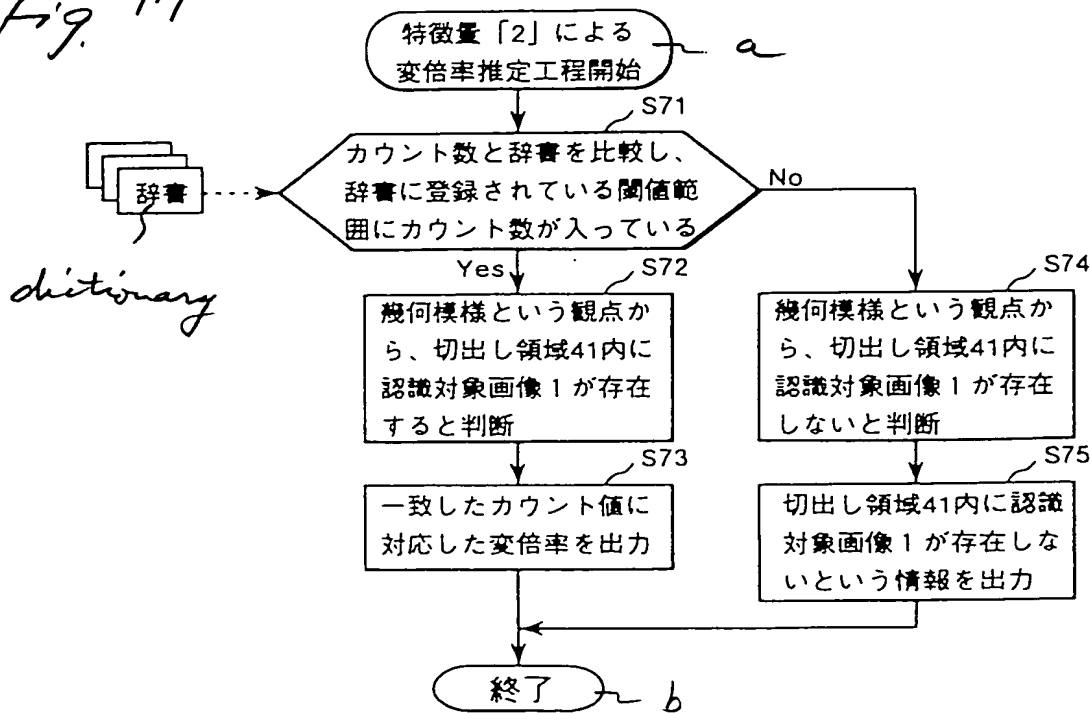 Fig.
特徴量「2」による
変倍率推定工程開始
a
S71
カウント数と辞書を比較し、
辞書に登録されている閾値範
囲にカウント数が入っている
辞書
dictionary
No
Yes
S72
幾何模様という観点か
ら、切出し領域41内に
認識対象画像1が存在
すると判断
S74
幾何模様という観点か
ら、切出し領域41内に
認識対象画像1が存在
しないと判断
S73
一致したカウント値に
対応した変倍率を出力
S75
切出し領域41内に認識
対象画像1が存在しな
いという情報を出力
終了
b